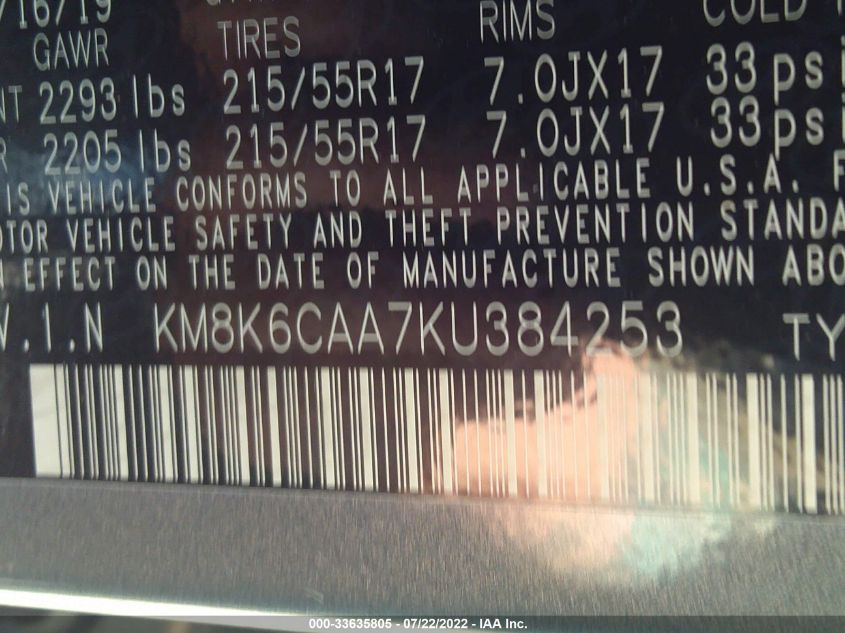 /16/19
GAWR TIRES RIMS COLD
NT 2293 lbs 215/55R17 7.0JX17 33 psi
R 2205 lbs 215/55R17 7.0JX17 33 psi
IS VEHICLE CONFORMS TO ALL APPLICABLE U.S.A. F
OTOR VEHICLE SAFETY AND THEFT PREVENTION STANDA
N EFFECT ON THE DATE OF MANUFACTURE SHOWN ABO
V.I.N KM8K6CAA7KU384253 TY
000-33635805 - 07/22/2022 - IAA Inc.